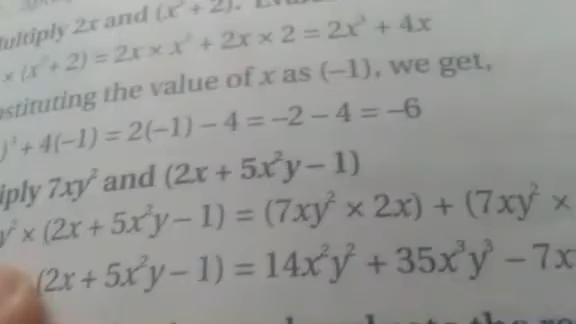 ultiply 2x and (x² + 2).
× (x² + 2) = 2x × x² + 2x × 2 = 2x³ + 4x
stituting the value of x as (−1), we get,
)³ + 4(−1) = 2(−1) − 4 = −2 − 4 = −6
iply 7xy² and (2x + 5x²y − 1)
y² × (2x + 5x²y − 1) = (7xy² × 2x) + (7xy² ×
(2x + 5x²y − 1) = 14x²y² + 35x³y³ − 7x